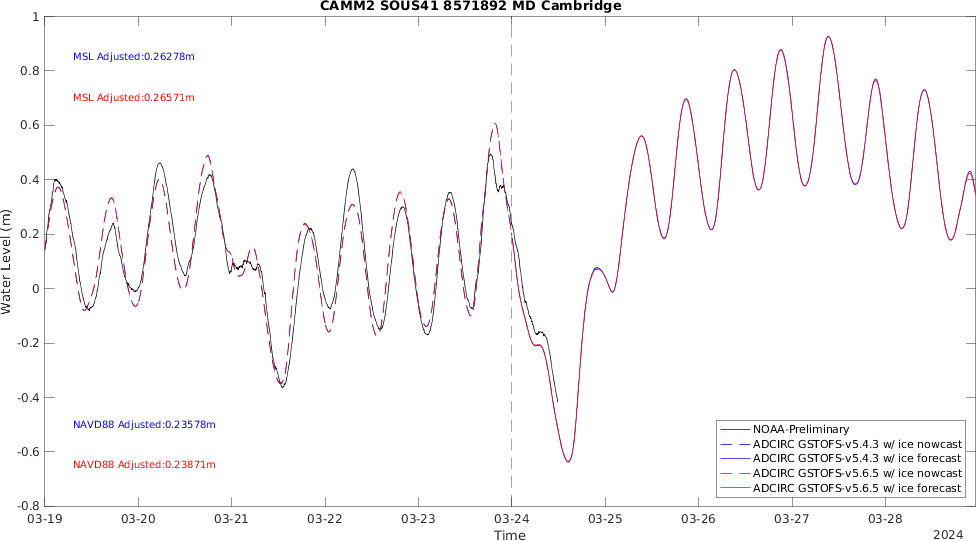 CAMM2 SOUS41 8571892 MD Cambridge
1
0.8
0.6
0.4
0.2
0
-0.2
-0.4
-0.6
-0.8
Water Level (m)
MSL Adjusted:0.26278m
MSL Adjusted:0.26571m
NAVD88 Adjusted:0.23578m
NAVD88 Adjusted:0.23871m
NOAA-Preliminary
ADCIRC GSTOFS-v5.4.3 w/ ice nowcast
ADCIRC GSTOFS-v5.4.3 w/ ice forecast
ADCIRC GSTOFS-v5.6.5 w/ ice nowcast
ADCIRC GSTOFS-v5.6.5 w/ ice forecast
03-19 03-20 03-21 03-22 03-23 03-24 03-25 03-26 03-27 03-28
Time
2024